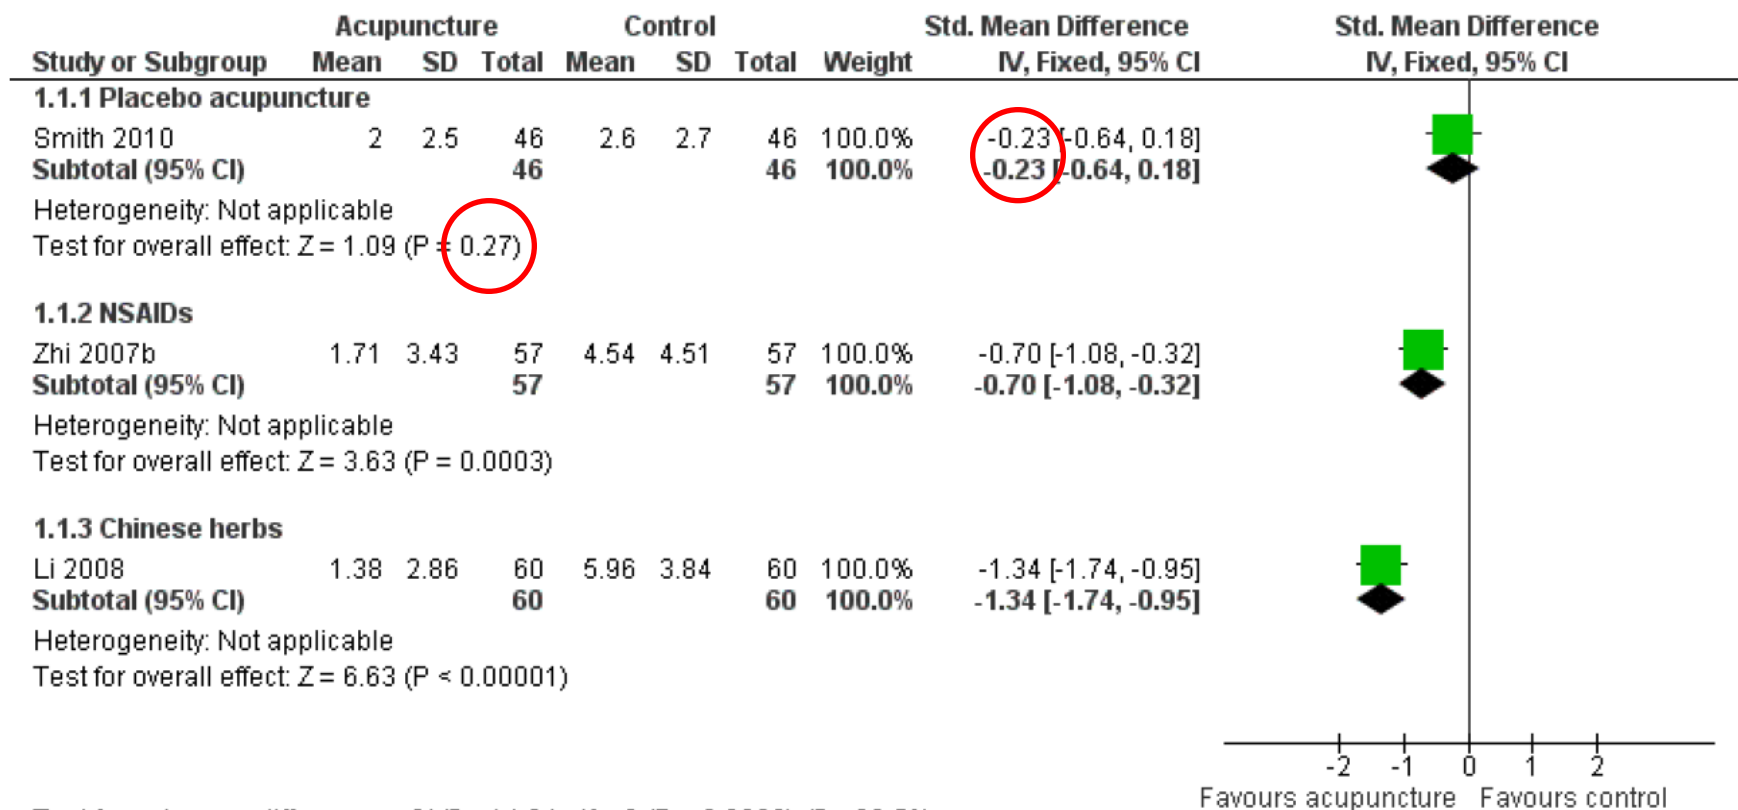 Acupuncture Control Std. Mean Difference Std. Mean Difference
Study or Subgroup Mean SD Total Mean SD Total Weight IV, Fixed, 95% CI IV, Fixed, 95% CI
1.1.1 Placebo acupuncture
Smith 2010 2 2.5 46 2.6 2.7 46 100.0% -0.23 [-0.64, 0.18]
Subtotal (95% CI) 46 46 100.0% -0.23 [-0.64, 0.18]
Heterogeneity: Not applicable
Test for overall effect: Z = 1.09 (P = 0.27)
1.1.2 NSAIDs
Zhi 2007b 1.71 3.43 57 4.54 4.51 57 100.0% -0.70 [-1.08, -0.32]
Subtotal (95% CI) 57 57 100.0% -0.70 [-1.08, -0.32]
Heterogeneity: Not applicable
Test for overall effect: Z = 3.63 (P = 0.0003)
1.1.3 Chinese herbs
Li 2008 1.38 2.86 60 5.96 3.84 60 100.0% -1.34 [-1.74, -0.95]
Subtotal (95% CI) 60 60 100.0% -1.34 [-1.74, -0.95]
Heterogeneity: Not applicable
Test for overall effect: Z = 6.63 (P < 0.00001)
-2 -1 0 1 2
Favours acupuncture Favours control